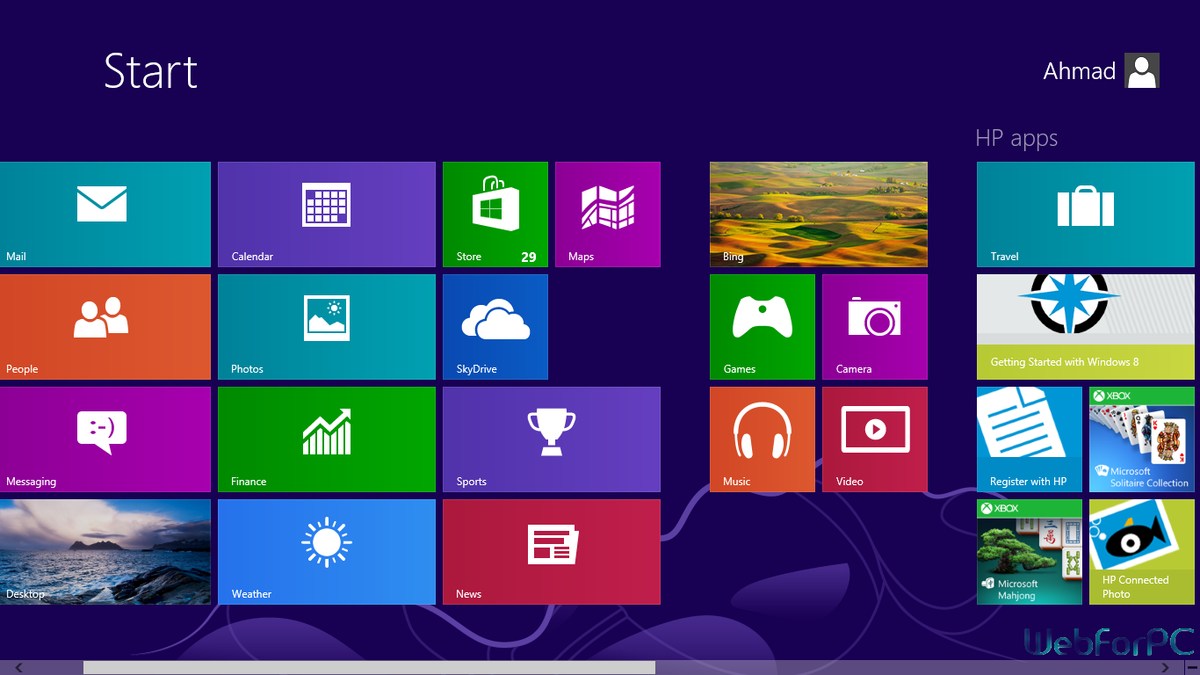 Start
Ahmad
HP apps
Mail
Calendar
Store
29
Maps
Bing
Travel
People
Photos
SkyDrive
Games
Camera
Getting Started with Windows 8
Messaging
:-)
Finance
Sports
Music
Video
Register with HP
XBOX
Microsoft
Solitaire Collection
Desktop
Weather
News
XBOX
Microsoft
Mahjong
HP Connected
Photo
WebForPC